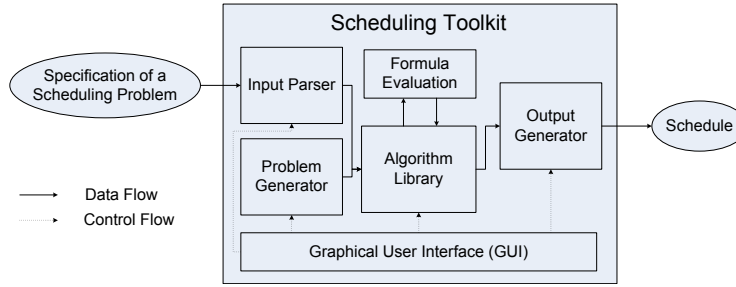 Scheduling Toolkit
Specification of a
Scheduling Problem
Input Parser
Formula
Evaluation
Output
Generator
Schedule
Problem
Generator
Algorithm
Library
Data Flow
Control Flow
Graphical User Interface (GUI)